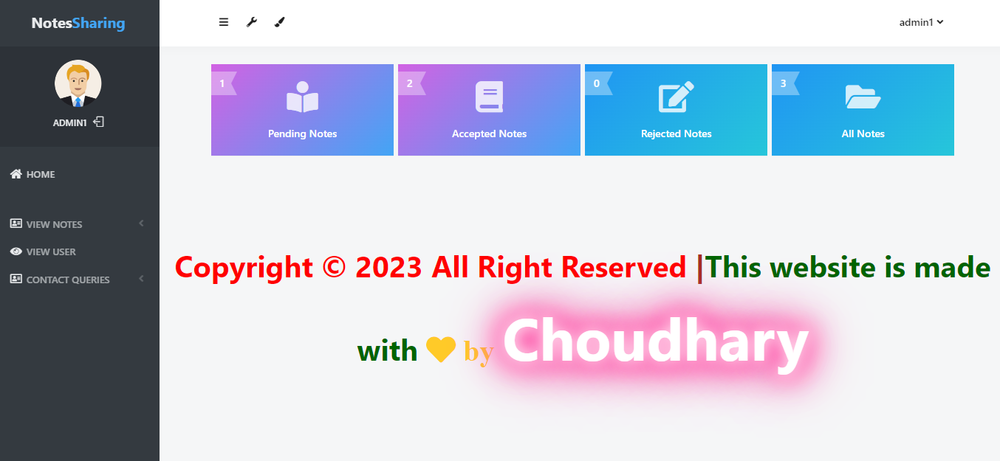 NotesSharing
admin1
ADMIN1
HOME
VIEW NOTES
VIEW USER
CONTACT QUERIES
1
Pending Notes
2
Accepted Notes
0
Rejected Notes
3
All Notes
Copyright © 2023 All Right Reserved |This website is made
with by Choudhary